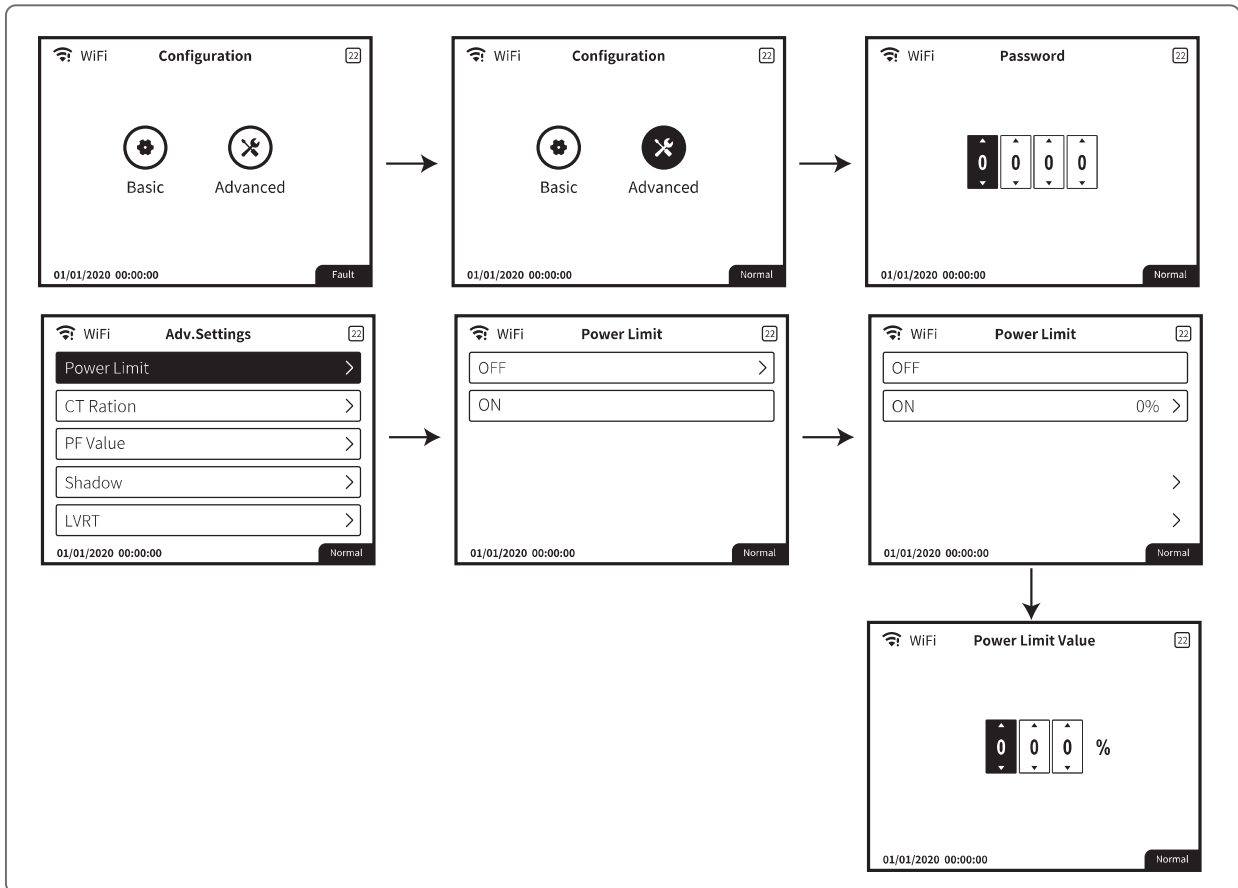 WiFi Configuration 22
Basic Advanced
01/01/2020 00:00:00 Fault
WiFi Configuration 22
Basic Advanced
01/01/2020 00:00:00 Normal
WiFi Password 22
0 0 0 0
01/01/2020 00:00:00 Normal
WiFi Adv.Settings 22
Power Limit
CT Ration
PF Value
Shadow
LVRT
01/01/2020 00:00:00 Normal
WiFi Power Limit 22
OFF
ON
01/01/2020 00:00:00 Normal
WiFi Power Limit 22
OFF
ON 0%
01/01/2020 00:00:00 Normal
WiFi Power Limit Value 22
0 0 0 %
01/01/2020 00:00:00 Normal